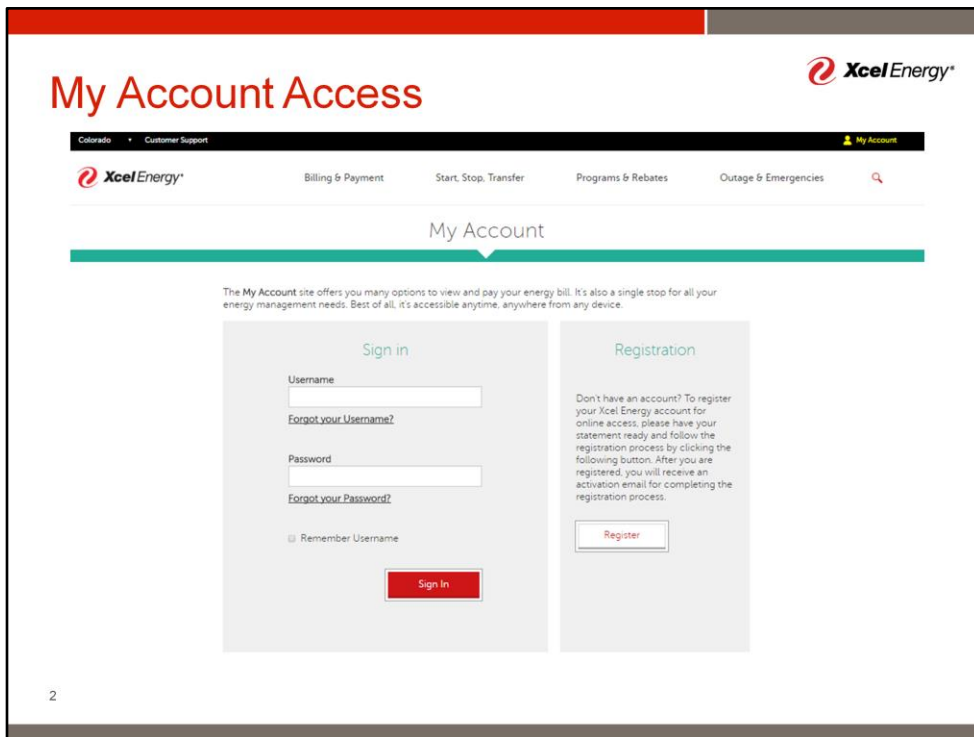 My Account Access
Xcel Energy®
Colorado ▾ Customer Support My Account
Xcel Energy® Billing & Payment Start, Stop, Transfer Programs & Rebates Outage & Emergencies
My Account
The My Account site offers you many options to view and pay your energy bill. It's also a single stop for all your
energy management needs. Best of all, it's accessible anytime, anywhere from any device.
Sign in
Username
Forgot your Username?
Password
Forgot your Password?
Remember Username
Sign In
Registration
Don't have an account? To register
your Xcel Energy account for
online access, please have your
statement ready and follow the
registration process by clicking the
following button. After you are
registered, you will receive an
activation email for completing the
registration process.
Register
2